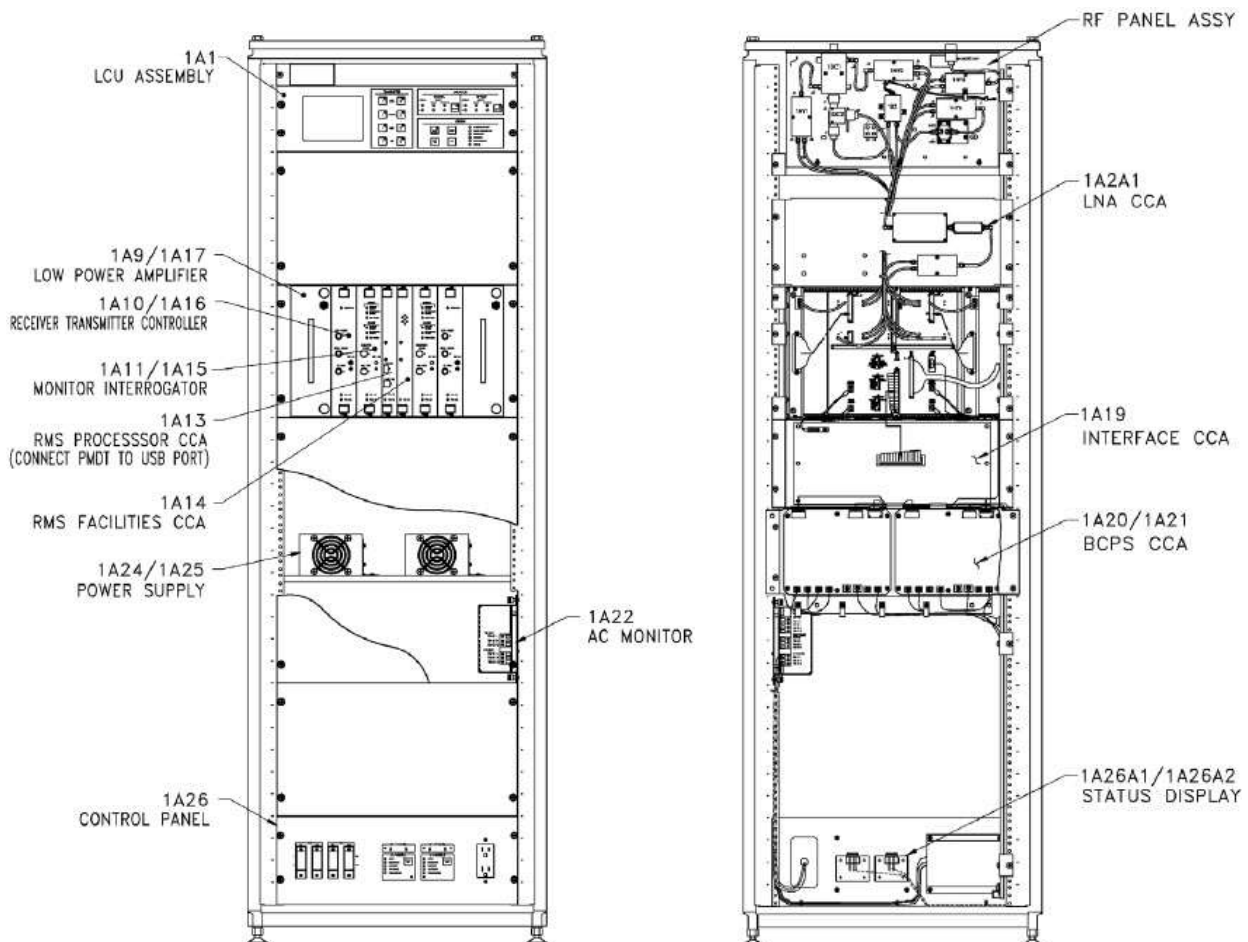 1A1
LCU ASSEMBLY
1A9/1A17
LOW POWER AMPLIFIER
1A10/1A16
RECEIVER TRANSMITTER CONTROLLER
1A11/1A15
MONITOR INTERROGATOR
1A13
RMS PROCESSSOR CCA
(CONNECT PMDT TO USB PORT)
1A14
RMS FACILITIES CCA
1A24/1A25
POWER SUPPLY
1A22
AC MONITOR
1A26
CONTROL PANEL
RF PANEL ASSY
1A2A1
LNA CCA
1A19
INTERFACE CCA
1A20/1A21
BCPS CCA
1A26A1/1A26A2
STATUS DISPLAY